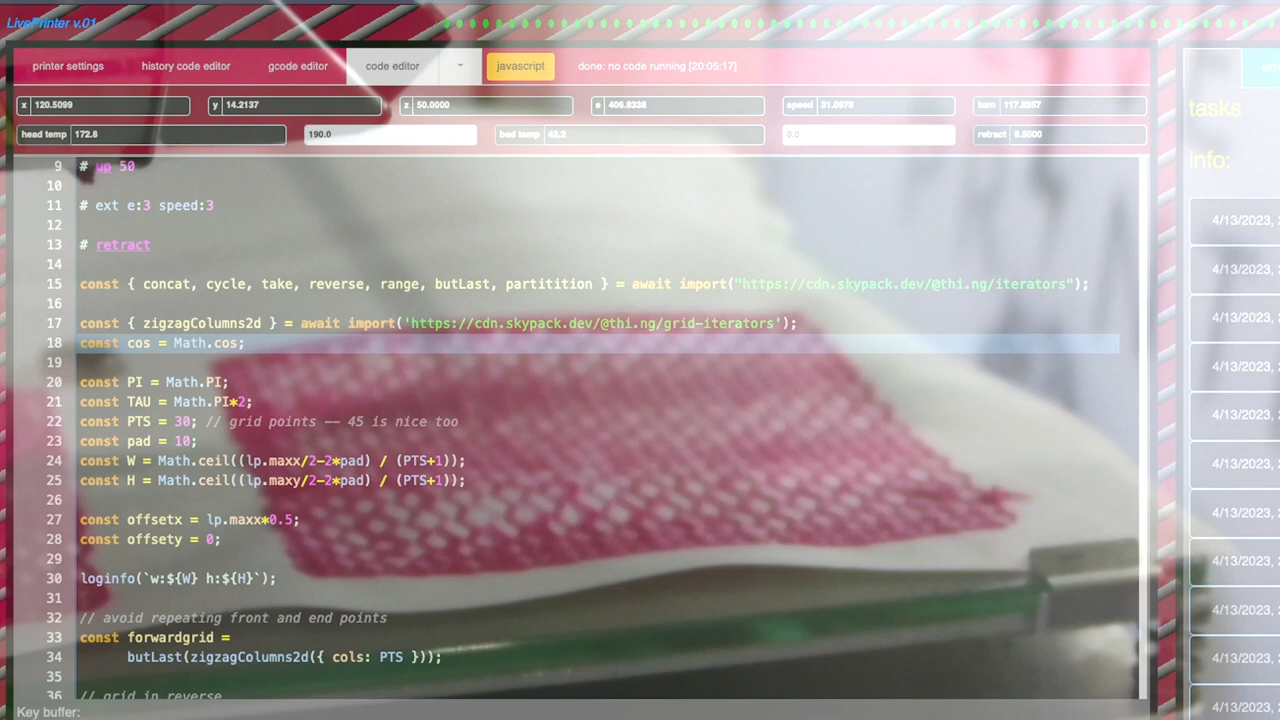 LivePrinter v.01
printer settings history code editor gcode editor code editor - javascript done: no code running [20:05:17]
x 120.5099 y 14.2137 z 50.0000 e 406.8338 speed 31.0976 turn 117.8357
head temp 172.8 190.0 bed temp 43.2 0.0 retract 8.5000
9 # up 50
10
11 # ext e:3 speed:3
12
13 # retract
14
15 const { concat, cycle, take, reverse, range, butLast, partitition } = await import("https://cdn.skypack.dev/@thi.ng/iterators");
16
17 const { zigzagColumns2d } = await import('https://cdn.skypack.dev/@thi.ng/grid-iterators');
18 const cos = Math.cos;
19
20 const PI = Math.PI;
21 const TAU = Math.PI*2;
22 const PTS = 30; // grid points -- 45 is nice too
23 const pad = 10;
24 const W = Math.ceil((lp.maxx/2-2*pad) / (PTS+1));
25 const H = Math.ceil((lp.maxy/2-2*pad) / (PTS+1));
26
27 const offsetx = lp.maxx*0.5;
28 const offsety = 0;
29
30 loginfo(`w:${W} h:${H}`);
31
32 // avoid repeating front and end points
33 const forwardgrid =
34 butLast(zigzagColumns2d({ cols: PTS }));
35
36 // grid in reverse
Key buffer:
tasks
info:
4/13/2023,
4/13/2023,
4/13/2023,
4/13/2023,
4/13/2023,
4/13/2023,
4/13/2023,
4/13/2023,
4/13/2023,
4/13/2023,
4/13/2023,